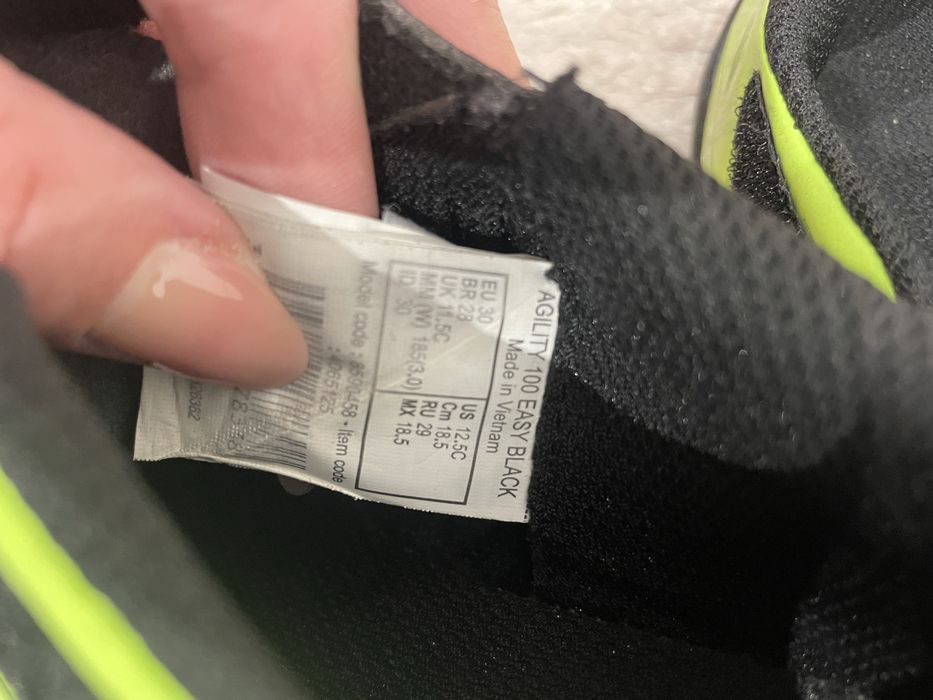 AGILITY 100 EASY BLACK
Made in Vietnam
EU 30 US 12.5C
BR 28 Cm 18.5
UK 11.5C RU 29
MN (W) 185(3.0) MX 18.5
ID 30
Model code : • Item code